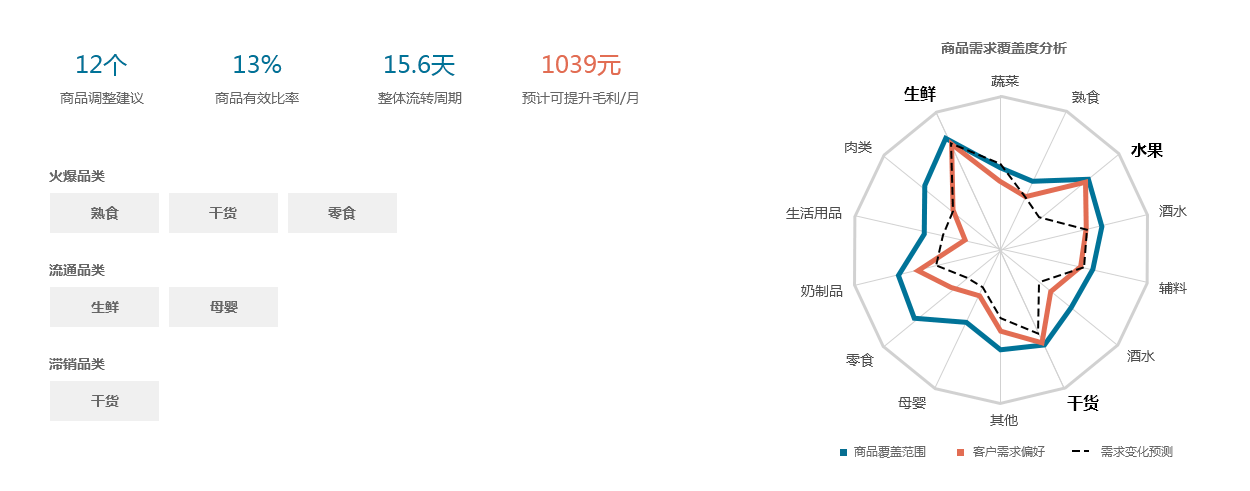 12个
商品调整建议
13%
商品有效比率
15.6天
整体流转周期
1039元
预计可提升毛利/月
火爆品类
熟食
干货
零食
流通品类
生鲜
母婴
滞销品类
干货
商品需求覆盖度分析
蔬菜
熟食
水果
酒水
辅料
酒水
干货
其他
母婴
零食
奶制品
生活用品
肉类
生鲜
商品覆盖范围
客户需求偏好
需求变化预测